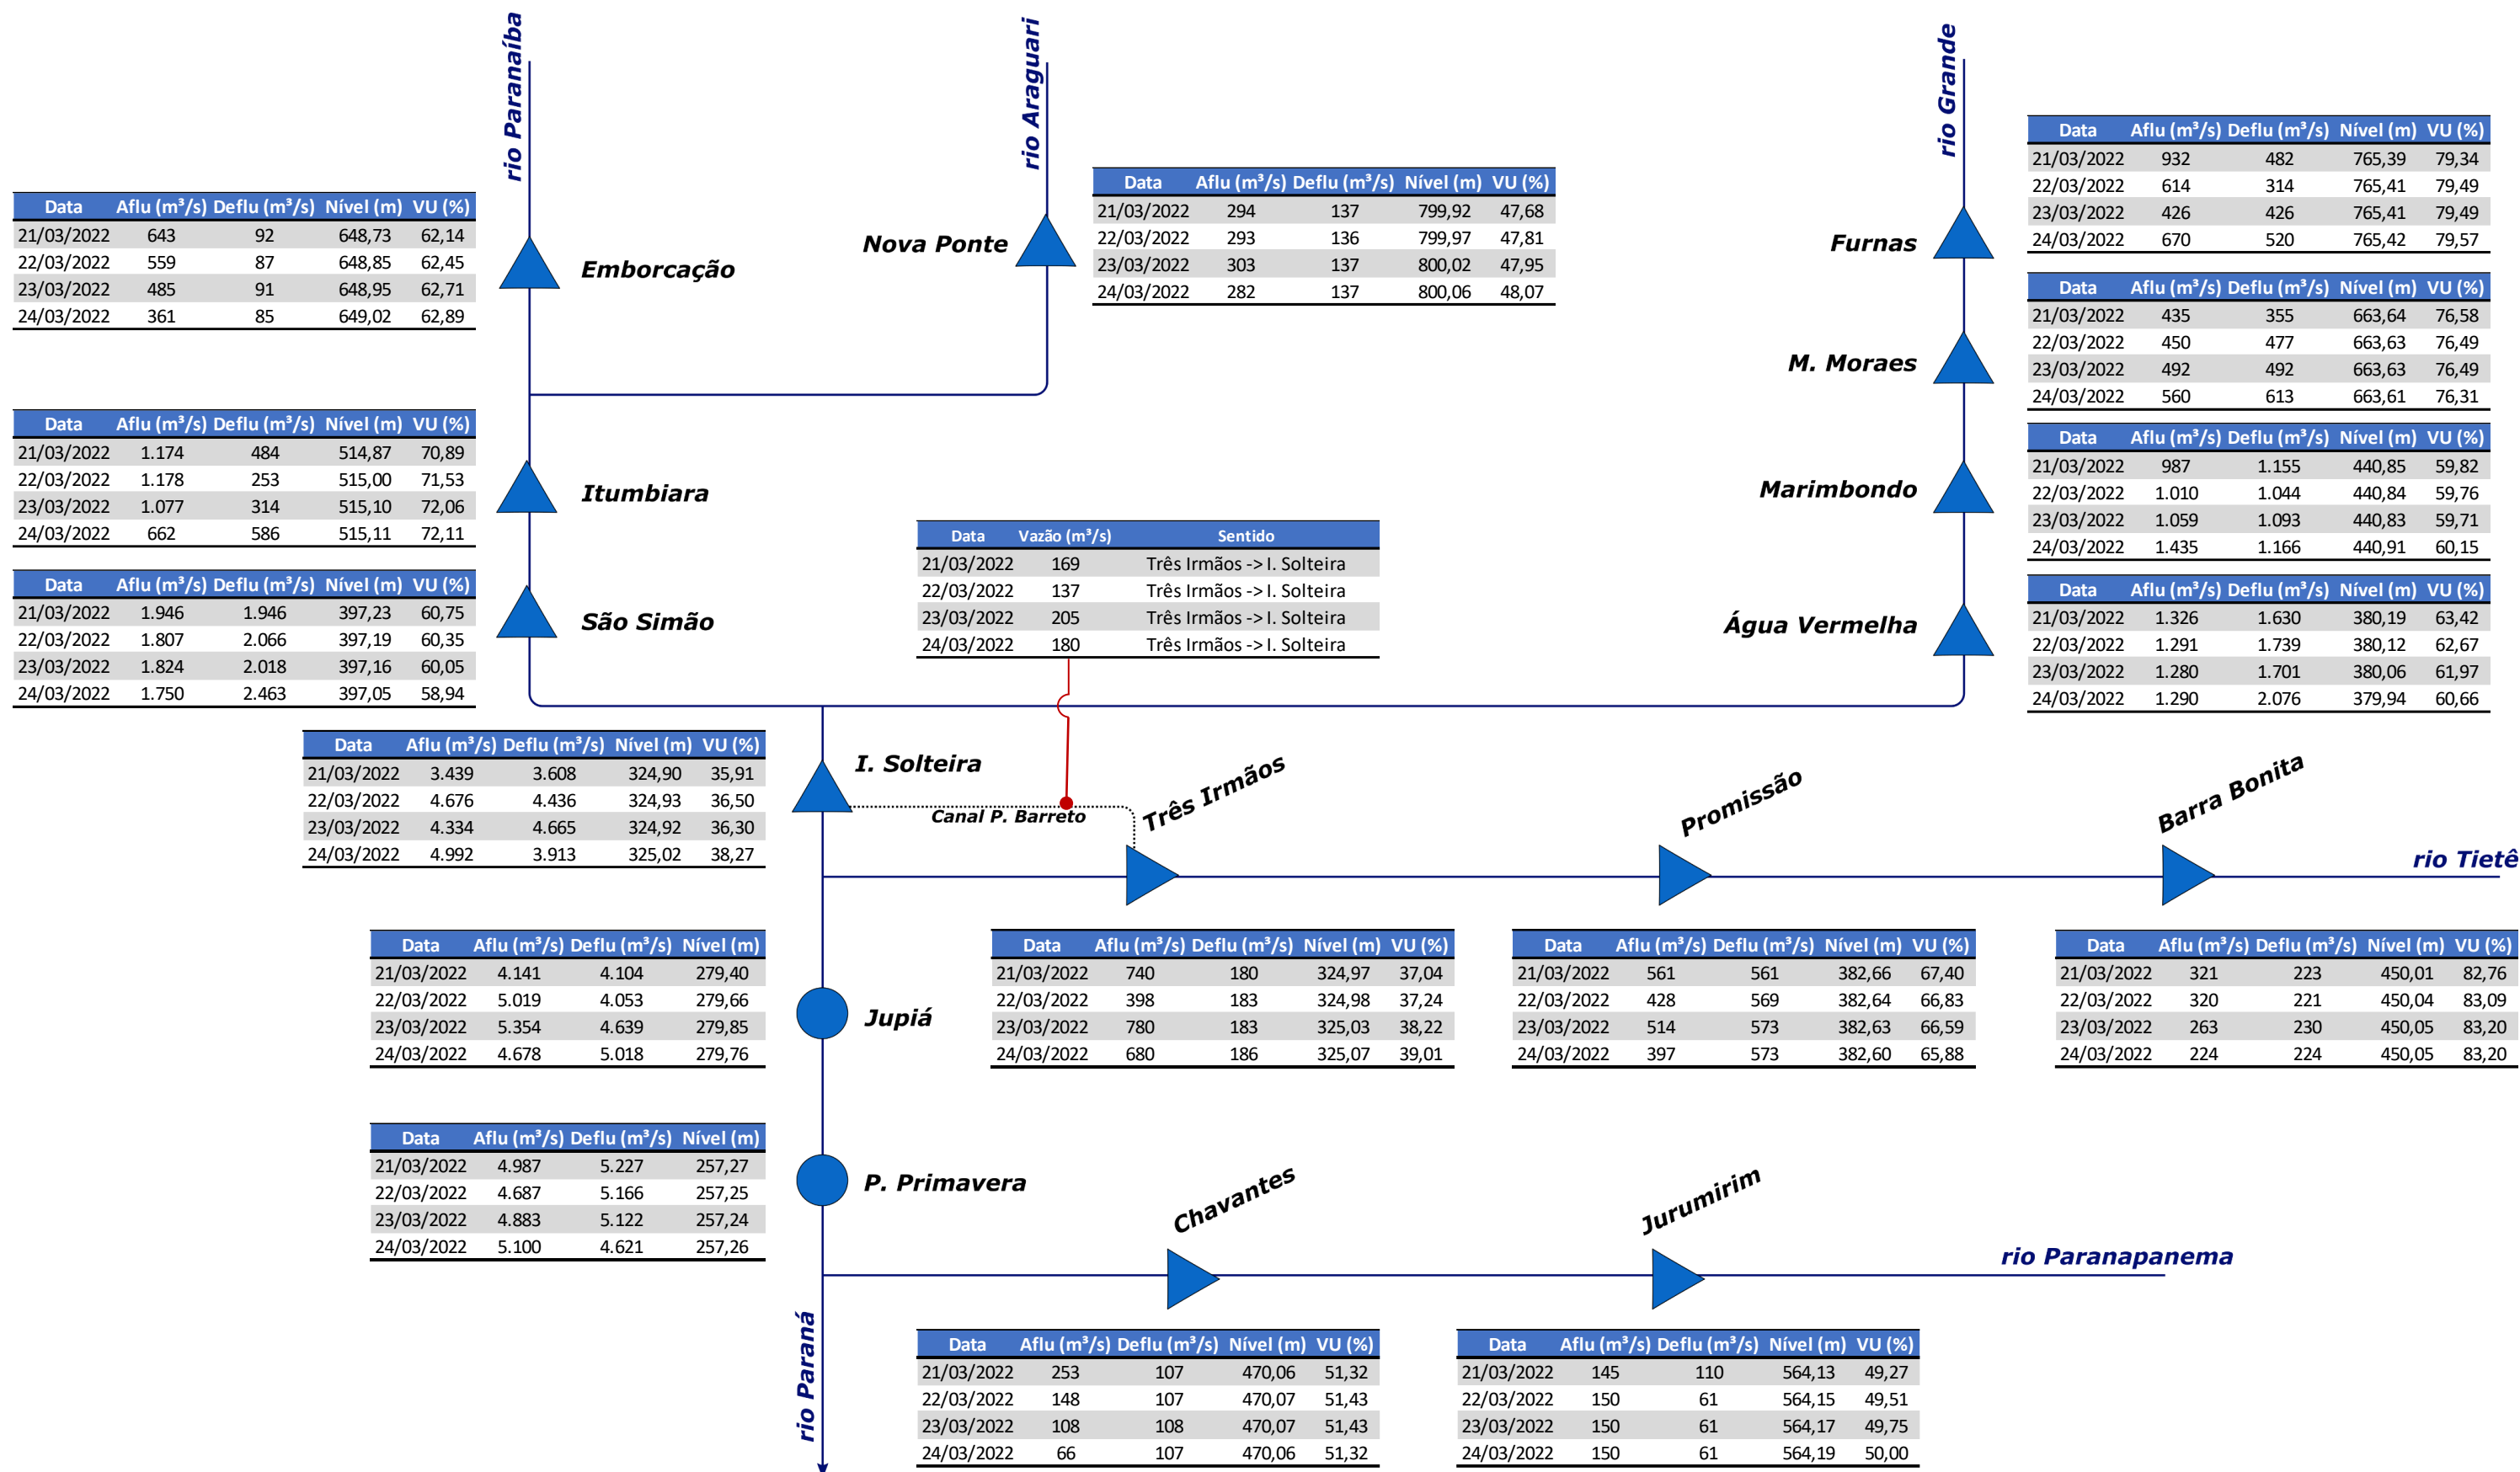 rio Paranaíba
rio Araguari
rio Grande
Data Aflu (m³/s) Deflu (m³/s) Nível (m) VU (%)
21/03/2022 643 92 648,73 62,14
22/03/2022 559 87 648,85 62,45
23/03/2022 485 91 648,95 62,71
24/03/2022 361 85 649,02 62,89
Emborcação
Nova Ponte
Data Aflu (m³/s) Deflu (m³/s) Nível (m) VU (%)
21/03/2022 294 137 799,92 47,68
22/03/2022 293 136 799,97 47,81
23/03/2022 303 137 800,02 47,95
24/03/2022 282 137 800,06 48,07
Furnas
Data Aflu (m³/s) Deflu (m³/s) Nível (m) VU (%)
21/03/2022 932 482 765,39 79,34
22/03/2022 614 314 765,41 79,49
23/03/2022 426 426 765,41 79,49
24/03/2022 670 520 765,42 79,57
M. Moraes
Data Aflu (m³/s) Deflu (m³/s) Nível (m) VU (%)
21/03/2022 435 355 663,64 76,58
22/03/2022 450 477 663,63 76,49
23/03/2022 492 492 663,63 76,49
24/03/2022 560 613 663,61 76,31
Data Aflu (m³/s) Deflu (m³/s) Nível (m) VU (%)
21/03/2022 1.174 484 514,87 70,89
22/03/2022 1.178 253 515,00 71,53
23/03/2022 1.077 314 515,10 72,06
24/03/2022 662 586 515,11 72,11
Itumbiara
Marimbondo
Data Aflu (m³/s) Deflu (m³/s) Nível (m) VU (%)
21/03/2022 987 1.155 440,85 59,82
22/03/2022 1.010 1.044 440,84 59,76
23/03/2022 1.059 1.093 440,83 59,71
24/03/2022 1.435 1.166 440,91 60,15
Data Vazão (m³/s) Sentido
21/03/2022 169 Três Irmãos -> I. Solteira
22/03/2022 137 Três Irmãos -> I. Solteira
23/03/2022 205 Três Irmãos -> I. Solteira
24/03/2022 180 Três Irmãos -> I. Solteira
Data Aflu (m³/s) Deflu (m³/s) Nível (m) VU (%)
21/03/2022 1.946 1.946 397,23 60,75
22/03/2022 1.807 2.066 397,19 60,35
23/03/2022 1.824 2.018 397,16 60,05
24/03/2022 1.750 2.463 397,05 58,94
São Simão
Água Vermelha
Data Aflu (m³/s) Deflu (m³/s) Nível (m) VU (%)
21/03/2022 1.326 1.630 380,19 63,42
22/03/2022 1.291 1.739 380,12 62,67
23/03/2022 1.280 1.701 380,06 61,97
24/03/2022 1.290 2.076 379,94 60,66
Data Aflu (m³/s) Deflu (m³/s) Nível (m) VU (%)
21/03/2022 3.439 3.608 324,90 35,91
22/03/2022 4.676 4.436 324,93 36,50
23/03/2022 4.334 4.665 324,92 36,30
24/03/2022 4.992 3.913 325,02 38,27
I. Solteira
Canal P. Barreto
Três Irmãos
Promissão
Barra Bonita
rio Tietê
Data Aflu (m³/s) Deflu (m³/s) Nível (m)
21/03/2022 4.141 4.104 279,40
22/03/2022 5.019 4.053 279,66
23/03/2022 5.354 4.639 279,85
24/03/2022 4.678 5.018 279,76
Jupiá
Data Aflu (m³/s) Deflu (m³/s) Nível (m) VU (%)
21/03/2022 740 180 324,97 37,04
22/03/2022 398 183 324,98 37,24
23/03/2022 780 183 325,03 38,22
24/03/2022 680 186 325,07 39,01
Data Aflu (m³/s) Deflu (m³/s) Nível (m) VU (%)
21/03/2022 561 561 382,66 67,40
22/03/2022 428 569 382,64 66,83
23/03/2022 514 573 382,63 66,59
24/03/2022 397 573 382,60 65,88
Data Aflu (m³/s) Deflu (m³/s) Nível (m) VU (%)
21/03/2022 321 223 450,01 82,76
22/03/2022 320 221 450,04 83,09
23/03/2022 263 230 450,05 83,20
24/03/2022 224 224 450,05 83,20
Data Aflu (m³/s) Deflu (m³/s) Nível (m)
21/03/2022 4.987 5.227 257,27
22/03/2022 4.687 5.166 257,25
23/03/2022 4.883 5.122 257,24
24/03/2022 5.100 4.621 257,26
P. Primavera
Chavantes
Jurumirim
rio Paranapanema
rio Paraná
Data Aflu (m³/s) Deflu (m³/s) Nível (m) VU (%)
21/03/2022 253 107 470,06 51,32
22/03/2022 148 107 470,07 51,43
23/03/2022 108 108 470,07 51,43
24/03/2022 66 107 470,06 51,32
Data Aflu (m³/s) Deflu (m³/s) Nível (m) VU (%)
21/03/2022 145 110 564,13 49,27
22/03/2022 150 61 564,15 49,51
23/03/2022 150 61 564,17 49,75
24/03/2022 150 61 564,19 50,00